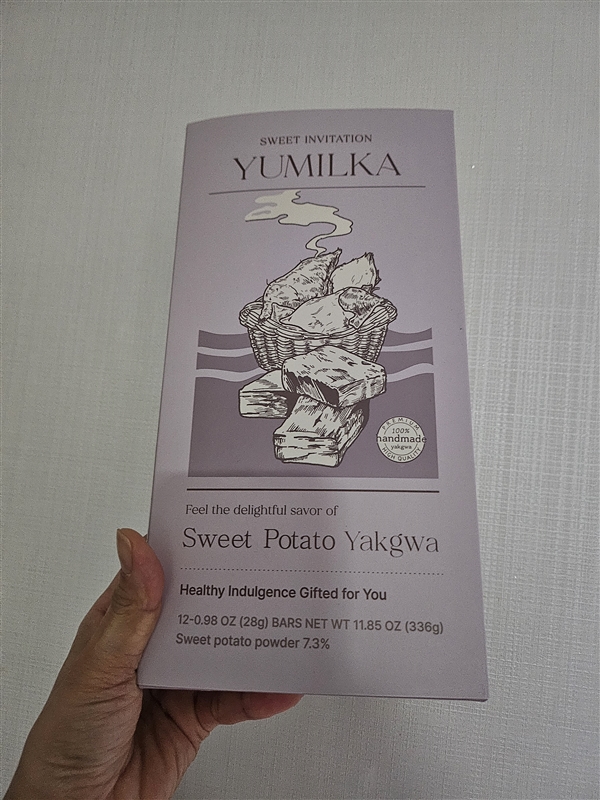 SWEET INVITATION
YUMILKA
PREMIUM
100%
handmade
yakgwa
HIGH QUALITY
Feel the delightful savor of
Sweet Potato Yakgwa
Healthy Indulgence Gifted for You
12-0.98 OZ (28g) BARS NET WT 11.85 OZ (336g)
Sweet potato powder 7.3%